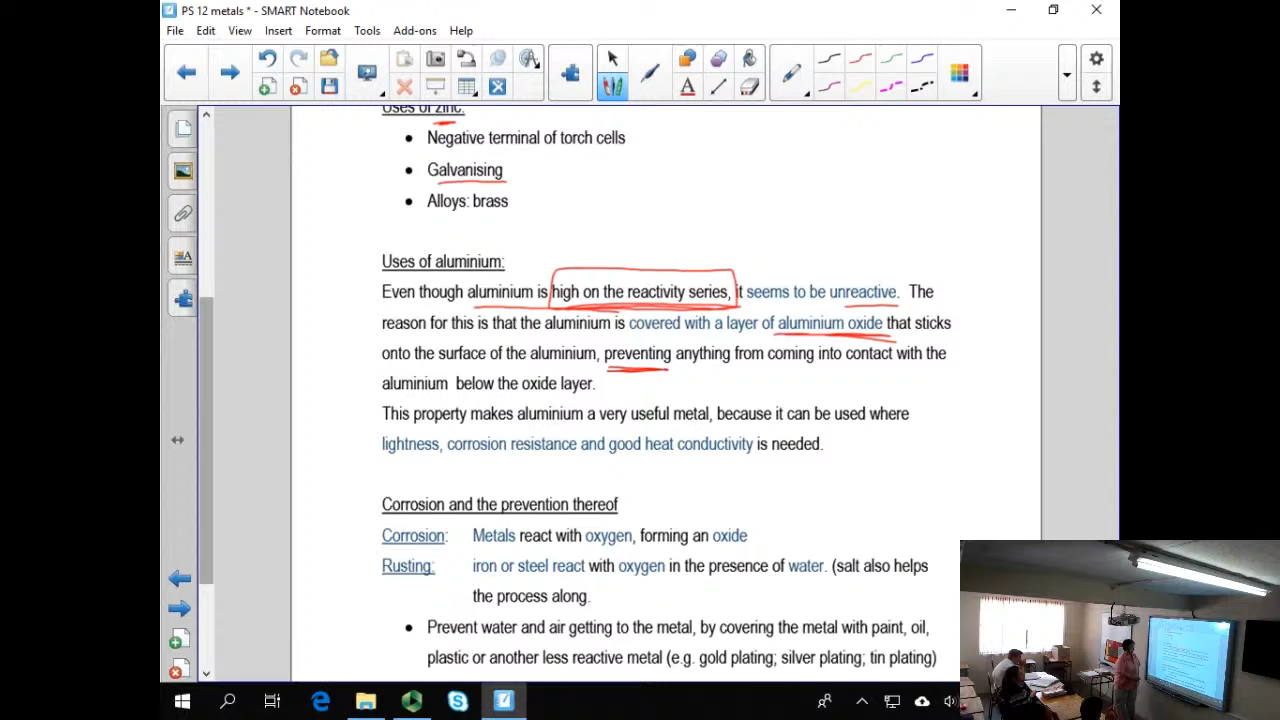 PS 12 metals * - SMART Notebook
File Edit View Insert Format Tools Add-ons Help
Uses of zinc:
• Negative terminal of torch cells
• Galvanising
• Alloys: brass
Uses of aluminium:
Even though aluminium is high on the reactivity series, it seems to be unreactive. The
reason for this is that the aluminium is covered with a layer of aluminium oxide that sticks
onto the surface of the aluminium, preventing anything from coming into contact with the
aluminium below the oxide layer.
This property makes aluminium a very useful metal, because it can be used where
lightness, corrosion resistance and good heat conductivity is needed.
Corrosion and the prevention thereof
Corrosion: Metals react with oxygen, forming an oxide
Rusting: iron or steel react with oxygen in the presence of water. (salt also helps
the process along.
• Prevent water and air getting to the metal, by covering the metal with paint, oil,
plastic or another less reactive metal (e.g. gold plating; silver plating; tin plating)